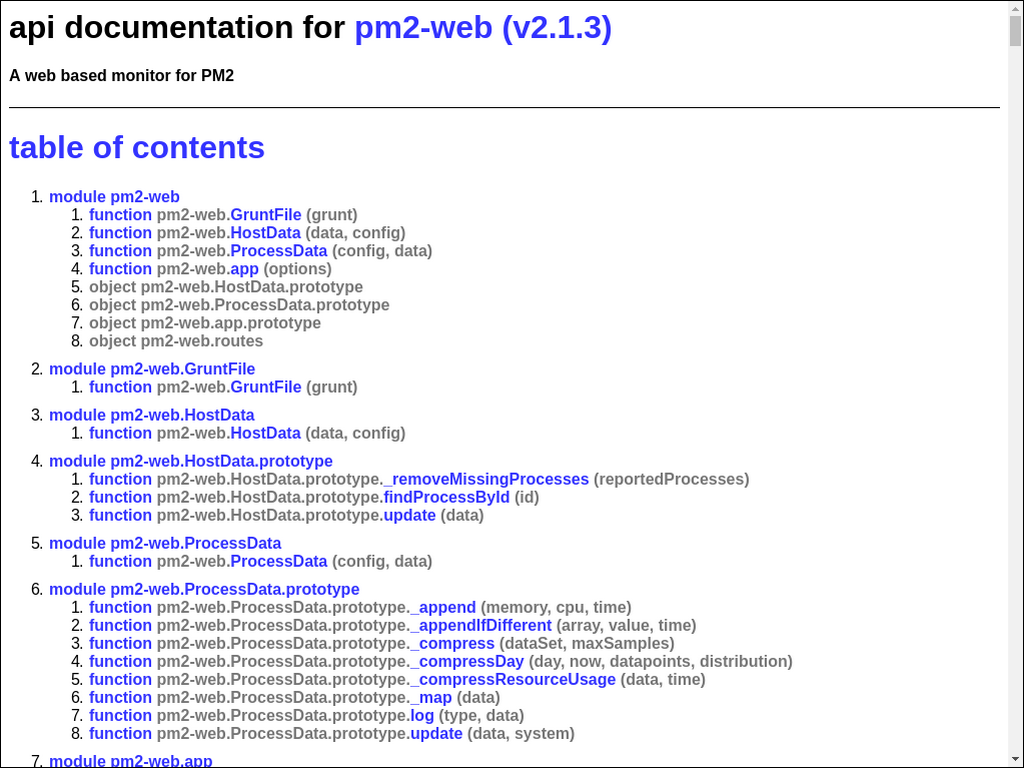 api documentation for pm2-web (v2.1.3)
A web based monitor for PM2
table of contents
1. module pm2-web
1. function pm2-web.GruntFile (grunt)
2. function pm2-web.HostData (data, config)
3. function pm2-web.ProcessData (config, data)
4. function pm2-web.app (options)
5. object pm2-web.HostData.prototype
6. object pm2-web.ProcessData.prototype
7. object pm2-web.app.prototype
8. object pm2-web.routes
2. module pm2-web.GruntFile
1. function pm2-web.GruntFile (grunt)
3. module pm2-web.HostData
1. function pm2-web.HostData (data, config)
4. module pm2-web.HostData.prototype
1. function pm2-web.HostData.prototype._removeMissingProcesses (reportedProcesses)
2. function pm2-web.HostData.prototype.findProcessById (id)
3. function pm2-web.HostData.prototype.update (data)
5. module pm2-web.ProcessData
1. function pm2-web.ProcessData (config, data)
6. module pm2-web.ProcessData.prototype
1. function pm2-web.ProcessData.prototype._append (memory, cpu, time)
2. function pm2-web.ProcessData.prototype._appendIfDifferent (array, value, time)
3. function pm2-web.ProcessData.prototype._compress (dataSet, maxSamples)
4. function pm2-web.ProcessData.prototype._compressDay (day, now, datapoints, distribution)
5. function pm2-web.ProcessData.prototype._compressResourceUsage (data, time)
6. function pm2-web.ProcessData.prototype._map (data)
7. function pm2-web.ProcessData.prototype.log (type, data)
8. function pm2-web.ProcessData.prototype.update (data, system)
7. module pm2-web.app